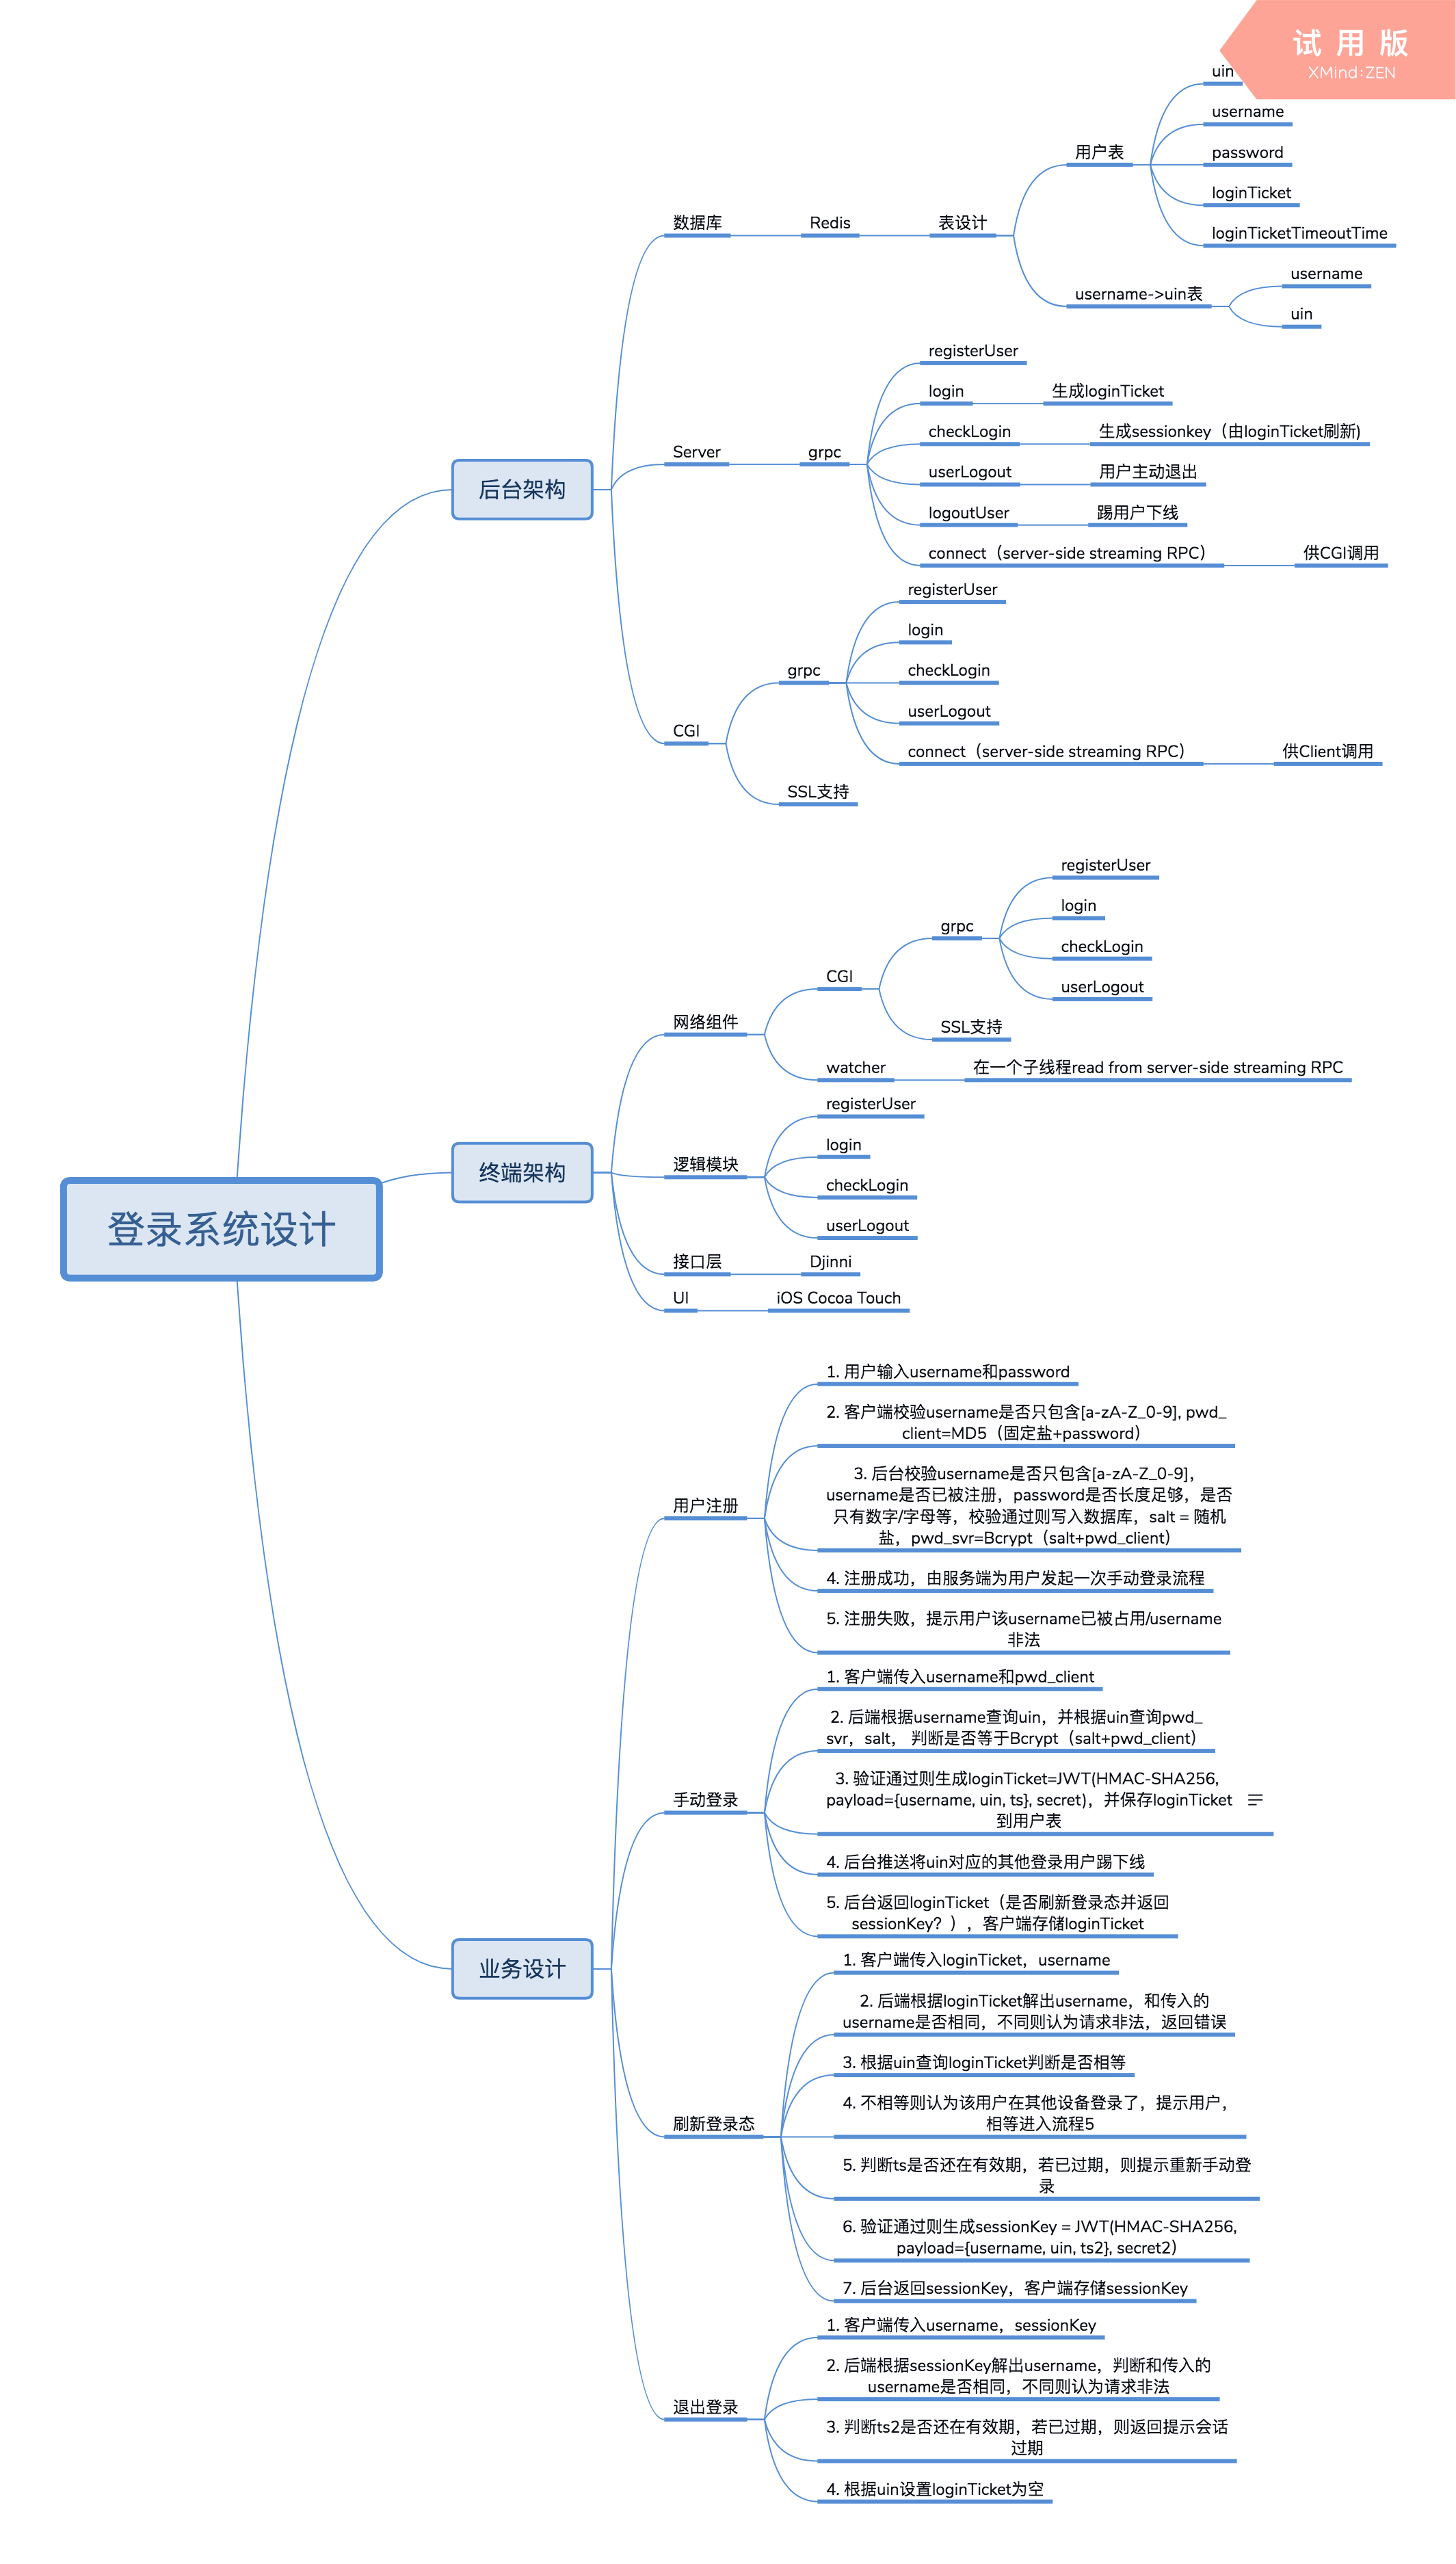 试 用 版
XMind:ZEN
登录系统设计
后台架构
数据库
Redis
表设计
用户表
uin
username
password
loginTicket
loginTicketTimeoutTime
username->uin表
username
uin
Server
grpc
registerUser
login
生成loginTicket
checkLogin
生成sessionkey（由loginTicket刷新)
userLogout
用户主动退出
logoutUser
踢用户下线
connect（server-side streaming RPC）
供CGI调用
CGI
grpc
registerUser
login
checkLogin
userLogout
connect（server-side streaming RPC）
供Client调用
SSL支持
终端架构
网络组件
CGI
grpc
registerUser
login
checkLogin
userLogout
SSL支持
watcher
在一个子线程read from server-side streaming RPC
逻辑模块
registerUser
login
checkLogin
userLogout
接口层
Djinni
UI
iOS Cocoa Touch
业务设计
用户注册
1. 用户输入username和password
2. 客户端校验username是否只包含[a-zA-Z_0-9], pwd_
client=MD5（固定盐+password）
3. 后台校验username是否只包含[a-zA-Z_0-9]，
username是否已被注册，password是否长度足够，是否
只有数字/字母等，校验通过则写入数据库，salt = 随机
盐，pwd_svr=Bcrypt（salt+pwd_client）
4. 注册成功，由服务端为用户发起一次手动登录流程
5. 注册失败，提示用户该username已被占用/username
非法
手动登录
1. 客户端传入username和pwd_client
2. 后端根据username查询uin，并根据uin查询pwd_
svr，salt， 判断是否等于Bcrypt（salt+pwd_client）
3. 验证通过则生成loginTicket=JWT(HMAC-SHA256,
payload={username, uin, ts}, secret)，并保存loginTicket
到用户表
4. 后台推送将uin对应的其他登录用户踢下线
5. 后台返回loginTicket（是否刷新登录态并返回
sessionKey？），客户端存储loginTicket
刷新登录态
1. 客户端传入loginTicket，username
2. 后端根据loginTicket解出username，和传入的
username是否相同，不同则认为请求非法，返回错误
3. 根据uin查询loginTicket判断是否相等
4. 不相等则认为该用户在其他设备登录了，提示用户，
相等进入流程5
5. 判断ts是否还在有效期，若已过期，则提示重新手动登
录
6. 验证通过则生成sessionKey = JWT(HMAC-SHA256,
payload={username, uin, ts2}, secret2）
7. 后台返回sessionKey，客户端存储sessionKey
退出登录
1. 客户端传入username，sessionKey
2. 后端根据sessionKey解出username，判断和传入的
username是否相同，不同则认为请求非法
3. 判断ts2是否还在有效期，若已过期，则返回提示会话
过期
4. 根据uin设置loginTicket为空